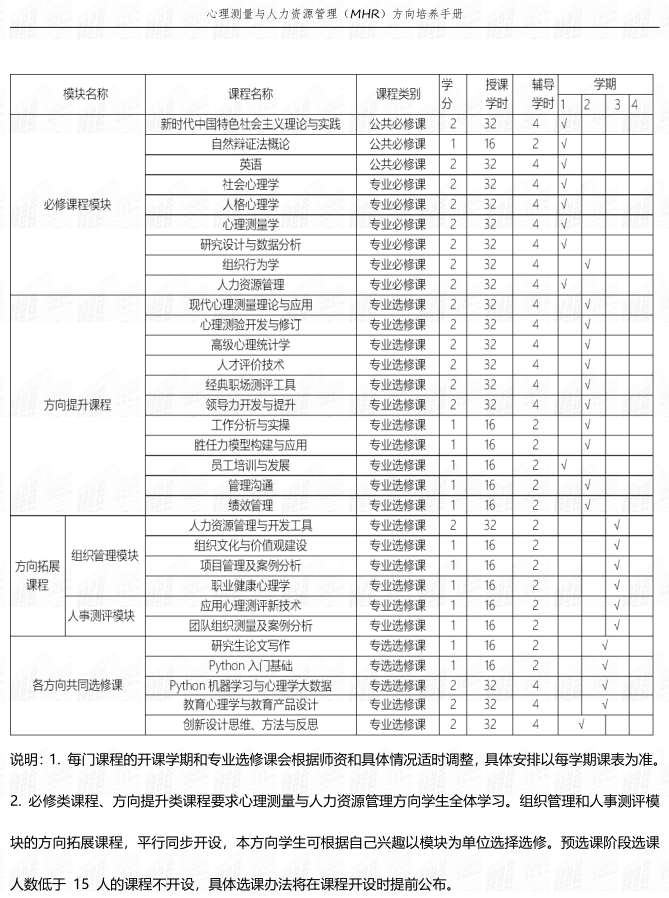 心理测量与人力资源管理（MHR）方向培养手册
模块名称 课程名称 课程类别 学分 授课学时 辅导学时 学期
1 2 3 4
必修课程模块
新时代中国特色社会主义理论与实践 公共必修课 2 32 4 √
自然辩证法概论 公共必修课 1 16 2 √
英语 公共必修课 2 32 4 √
社会心理学 专业必修课 2 32 4 √
人格心理学 专业必修课 2 32 4 √
心理测量学 专业必修课 2 32 4 √
研究设计与数据分析 专业必修课 2 32 4 √
组织行为学 专业必修课 2 32 4 √
人力资源管理 专业必修课 2 32 4 √
方向提升课程
现代心理测量理论与应用 专业选修课 2 32 4 √
心理测验开发与修订 专业选修课 2 32 4 √
高级心理统计学 专业选修课 2 32 4 √
人才评价技术 专业选修课 2 32 4 √
经典职场测评工具 专业选修课 2 32 4 √
领导力开发与提升 专业选修课 2 32 4 √
工作分析与实操 专业选修课 1 16 2 √
胜任力模型构建与应用 专业选修课 1 16 2 √
员工培训与发展 专业选修课 1 16 2 √
管理沟通 专业选修课 1 16 2 √
绩效管理 专业选修课 1 16 2 √
方向拓展课程
组织管理模块
人力资源管理与开发工具 专业选修课 2 32 2 √
组织文化与价值观建设 专业选修课 1 16 2 √
项目管理及案例分析 专业选修课 1 16 2 √
职业健康心理学 专业选修课 1 16 2 √
人事测评模块
应用心理测评新技术 专业选修课 1 16 2 √
团队组织测量及案例分析 专业选修课 1 16 2 √
各方向共同选修课
研究生论文写作 专选选修课 1 16 2 √
Python 入门基础 专业选修课 1 16 2 √
Python 机器学习与心理学大数据 专选选修课 2 32 4 √
教育心理学与教育产品设计 专业选修课 2 32 4 √
创新设计思维、方法与反思 专业选修课 2 32 4 √
说明：1. 每门课程的开课学期和专业选修课会根据师资和具体情况适时调整，具体安排以每学期课表为准。
2. 必修类课程、方向提升类课程要求心理测量与人力资源管理方向学生全体学习。组织管理和人事测评模
块的方向拓展课程，平行同步开设，本方向学生可根据自己兴趣以模块为单位选择选修。预选课阶段选课
人数低于 15 人的课程不开设，具体选课办法将在课程开设时提前公布。